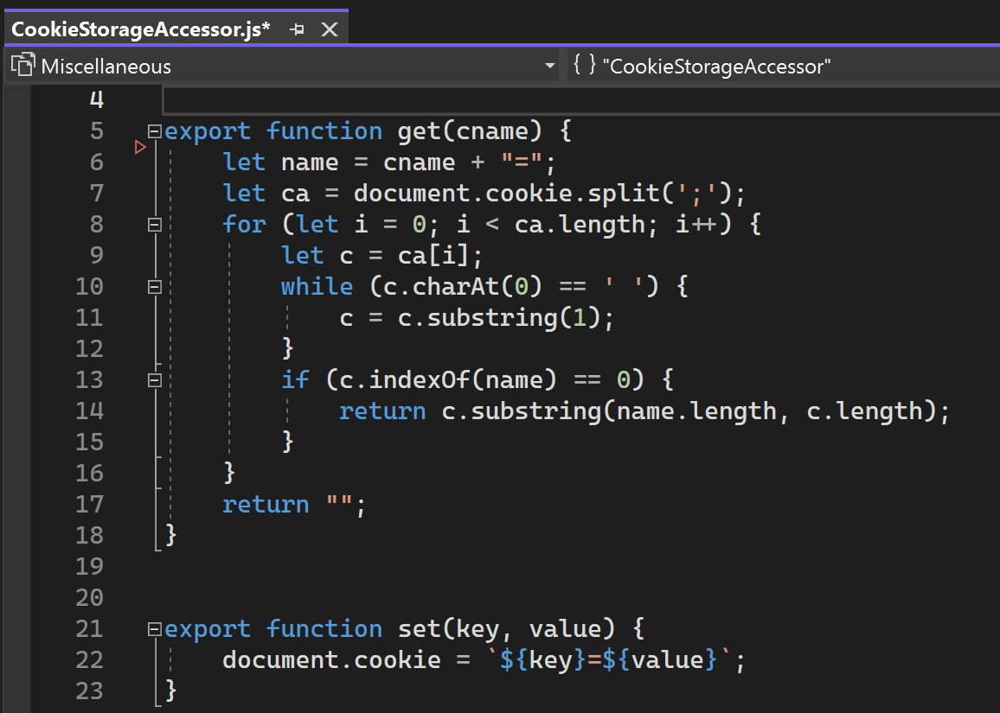 CookieStorageAccessor.js*
Miscellaneous { } "CookieStorageAccessor"
4
5 export function get(cname) {
6 let name = cname + "=";
7 let ca = document.cookie.split(';');
8 for (let i = 0; i < ca.length; i++) {
9 let c = ca[i];
10 while (c.charAt(0) == ' ') {
11 c = c.substring(1);
12 }
13 if (c.indexOf(name) == 0) {
14 return c.substring(name.length, c.length);
15 }
16 }
17 return "";
18 }
19
20
21 export function set(key, value) {
22 document.cookie = `${key}=${value}`;
23 }